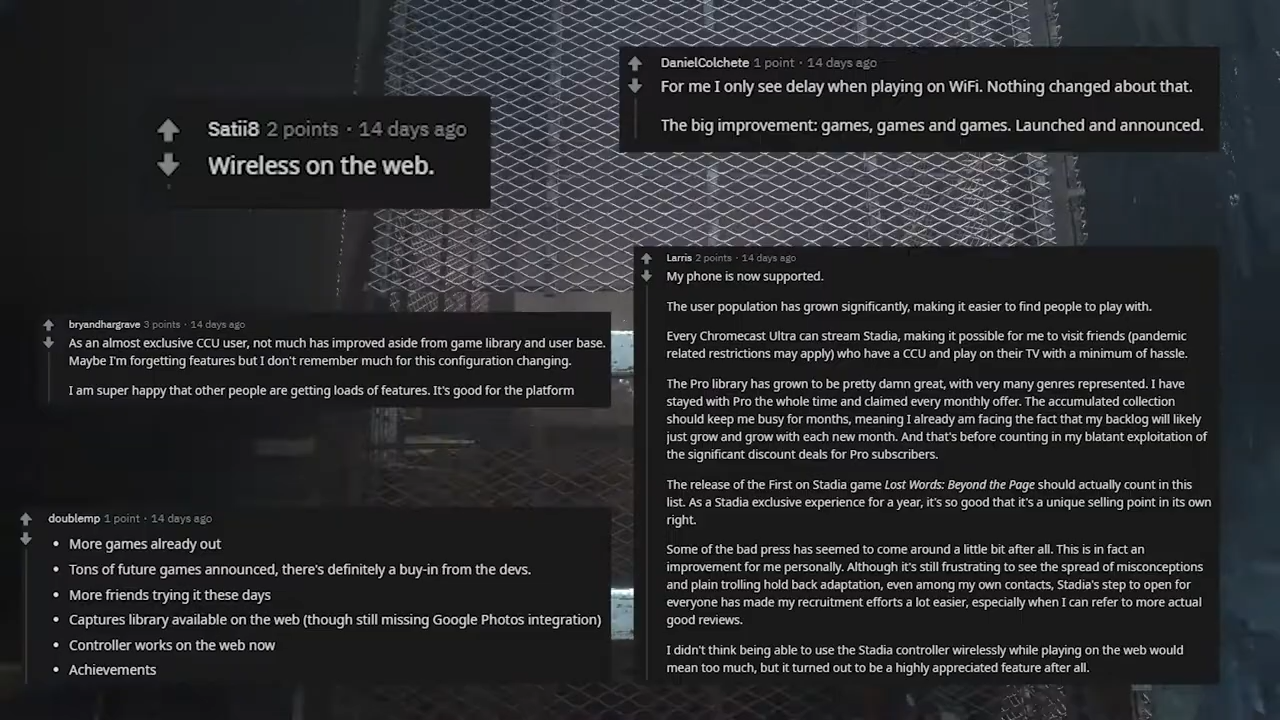 Satii8 2 points · 14 days ago
Wireless on the web.
DanielColchete 1 point · 14 days ago
For me I only see delay when playing on WiFi. Nothing changed about that.
The big improvement: games, games and games. Launched and announced.
bryandhargrave 3 points · 14 days ago
As an almost exclusive CCU user, not much has improved aside from game library and user base.
Maybe I'm forgetting features but I don't remember much for this configuration changing.
I am super happy that other people are getting loads of features. It's good for the platform
Larris 2 points · 14 days ago
My phone is now supported.
The user population has grown significantly, making it easier to find people to play with.
Every Chromecast Ultra can stream Stadia, making it possible for me to visit friends (pandemic
related restrictions may apply) who have a CCU and play on their TV with a minimum of hassle.
The Pro library has grown to be pretty damn great, with very many genres represented. I have
stayed with Pro the whole time and claimed every monthly offer. The accumulated collection
should keep me busy for months, meaning I already am facing the fact that my backlog will likely
just grow and grow with each new month. And that's before counting in my blatant exploitation of
the significant discount deals for Pro subscribers.
The release of the First on Stadia game Lost Words: Beyond the Page should actually count in this
list. As a Stadia exclusive experience for a year, it's so good that it's a unique selling point in its own
right.
Some of the bad press has seemed to come around a little bit after all. This is in fact an
improvement for me personally. Although it's still frustrating to see the spread of misconceptions
and plain trolling hold back adaptation, even among my own contacts, Stadia's step to open for
everyone has made my recruitment efforts a lot easier, especially when I can refer to more actual
good reviews.
I didn't think being able to use the Stadia controller wirelessly while playing on the web would
mean too much, but it turned out to be a highly appreciated feature after all.
doublemp 1 point · 14 days ago
• More games already out
• Tons of future games announced, there's definitely a buy-in from the devs.
• More friends trying it these days
• Captures library available on the web (though still missing Google Photos integration)
• Controller works on the web now
• Achievements